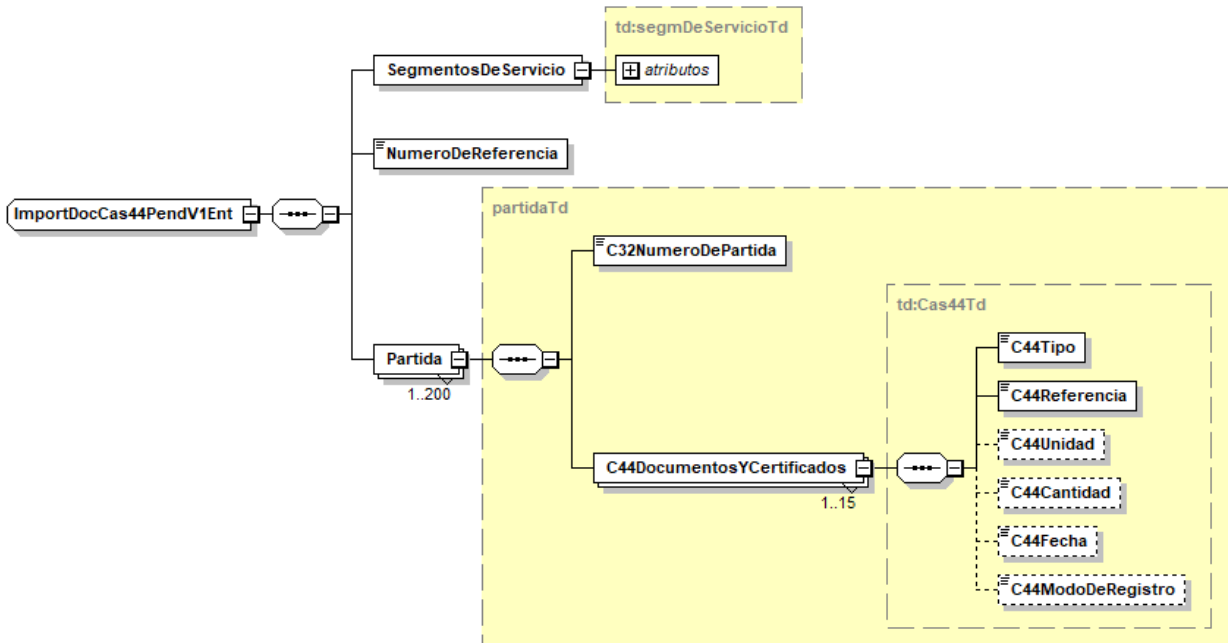 td:segmDeServicioTd
SegmentosDeServicio
atributos
NumeroDeReferencia
ImportDocCas44PendV1Ent
partidaTd
C32NumeroDePartida
td:Cas44Td
C44Tipo
Partida
1..200
C44Referencia
C44Unidad
C44DocumentosYCertificados
1..15
C44Cantidad
C44Fecha
C44ModoDeRegistro